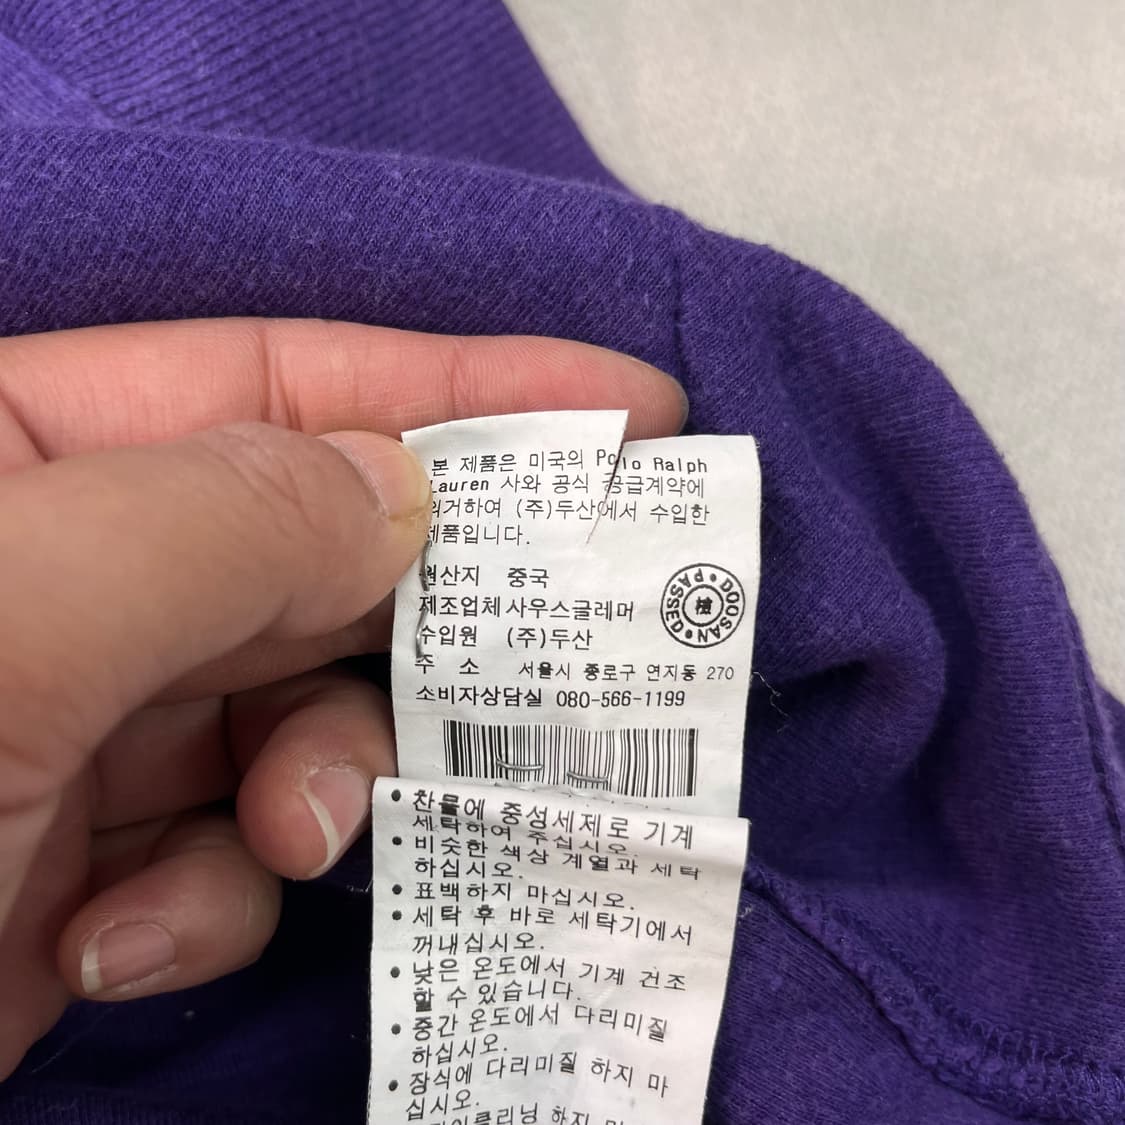 본 제품은 미국의 Polo Ralph
Lauren 사와 공식 공급계약에
의거하여 (주)두산에서 수입한
제품입니다.
원산지 중국
제조업체 사우스글레머
수입원 (주)두산
주 소 서울시 종로구 연지동 270
소비자상담실 080-566-1199
DOOSAN • PASSED •
檢
• 찬물에 중성세제로 기계
세탁하여 주십시오.
• 비슷한 색상 계열과 세탁
하십시오.
• 표백하지 마십시오.
• 세탁 후 바로 세탁기에서
꺼내십시오.
• 낮은 온도에서 기계 건조
할 수 있습니다.
• 중간 온도에서 다리미질
하십시오.
• 장식에 다리미질 하지 마
십시오.
하지